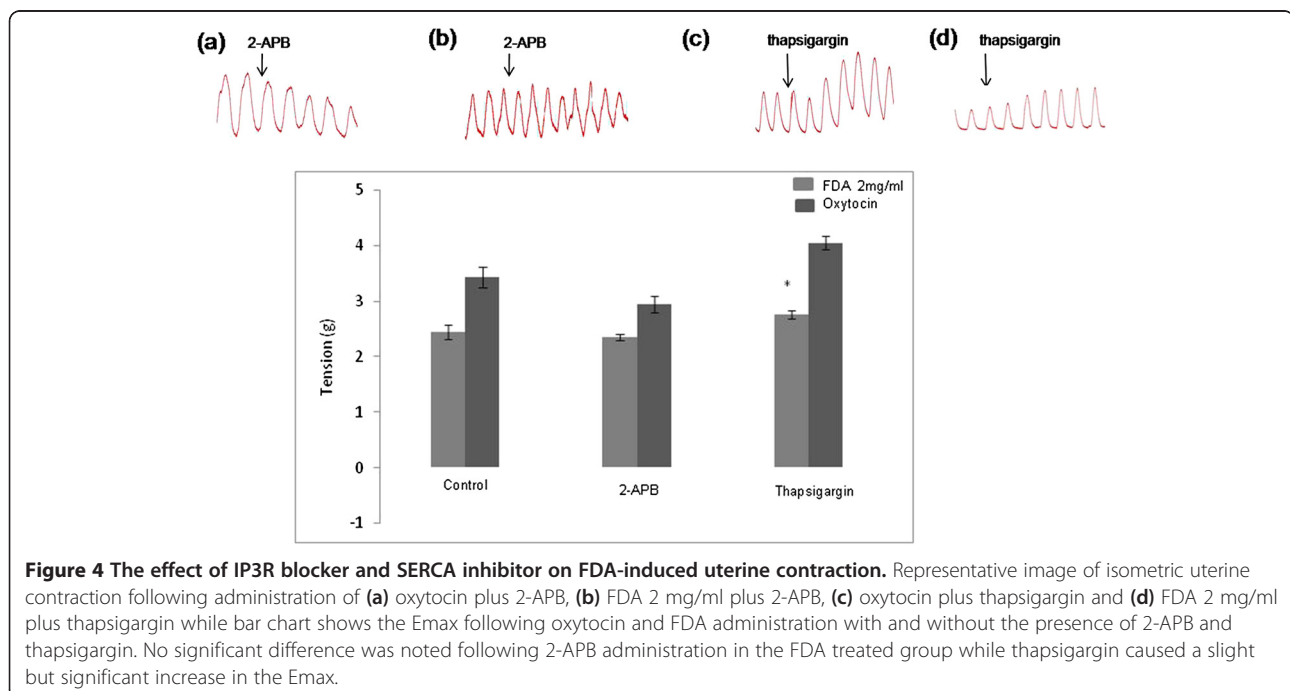 (a) 2-APB (b) 2-APB (c) thapsigargin (d) thapsigargin
FDA 2mg/ml
Oxytocin
5
4
3
2
1
0
-1
Tension (g)
*
Control 2-APB Thapsigargin
Figure 4 The effect of IP3R blocker and SERCA inhibitor on FDA-induced uterine contraction. Representative image of isometric uterine
contraction following administration of (a) oxytocin plus 2-APB, (b) FDA 2 mg/ml plus 2-APB, (c) oxytocin plus thapsigargin and (d) FDA 2 mg/ml
plus thapsigargin while bar chart shows the Emax following oxytocin and FDA administration with and without the presence of 2-APB and
thapsigargin. No significant difference was noted following 2-APB administration in the FDA treated group while thapsigargin caused a slight
but significant increase in the Emax.